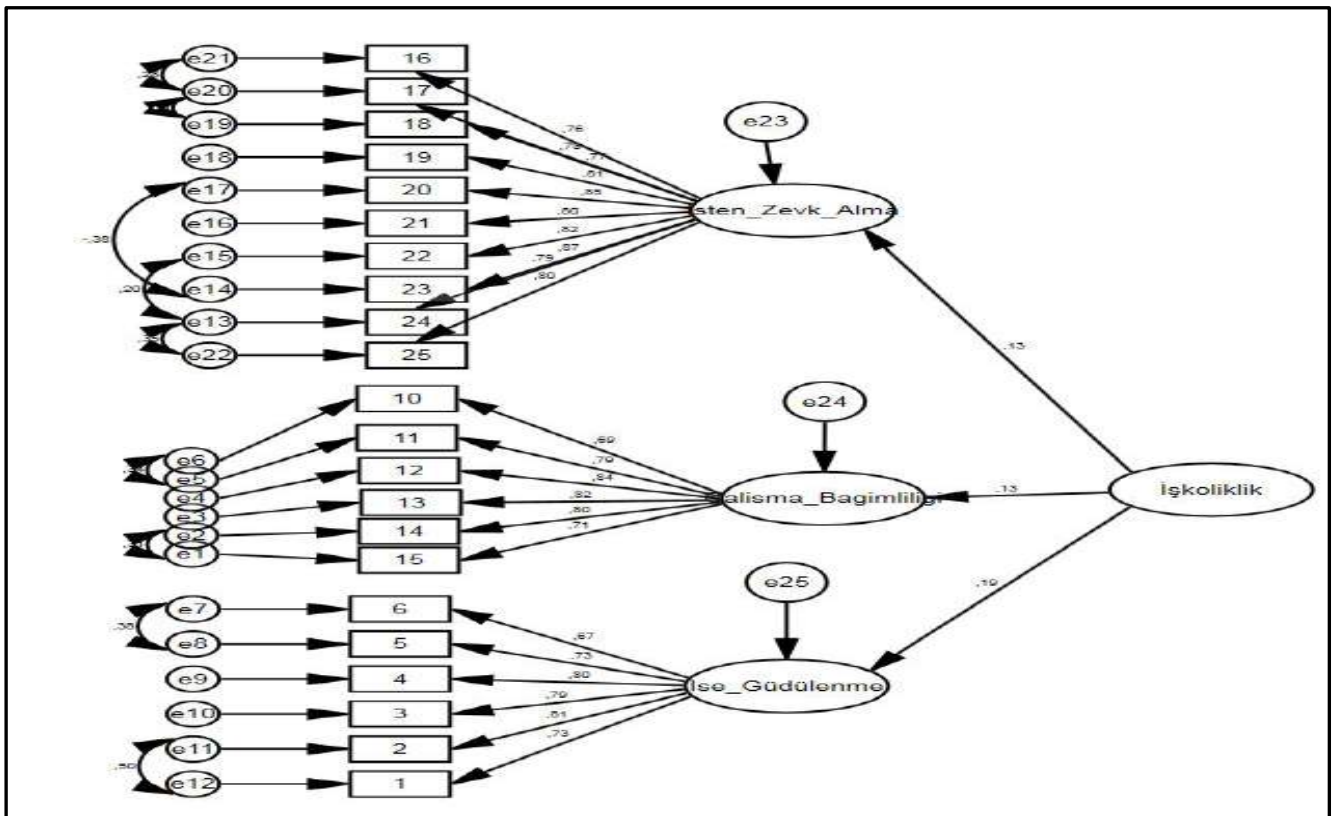 e21 16
e20 17
e19 18
e18 19
e17 20
e16 21
e15 22
e14 23
e13 24
e22 25
-,38
,20
,76
,79
,77
,81
,85
,80
,82
,87
,79
,80
e23
sten_Zevk_Alma
,13
10
11
12
13
14
15
e6
e5
e4
e3
e2
e1
,69
,79
,84
,82
,80
,71
e24
alisma_Bagimliligi
,13
İşkoliklik
,19
e7 6
e8 5
e9 4
e10 3
e11 2
e12 1
,38
,50
,67
,73
,80
,79
,81
,73
e25
Ise_Güdülenme